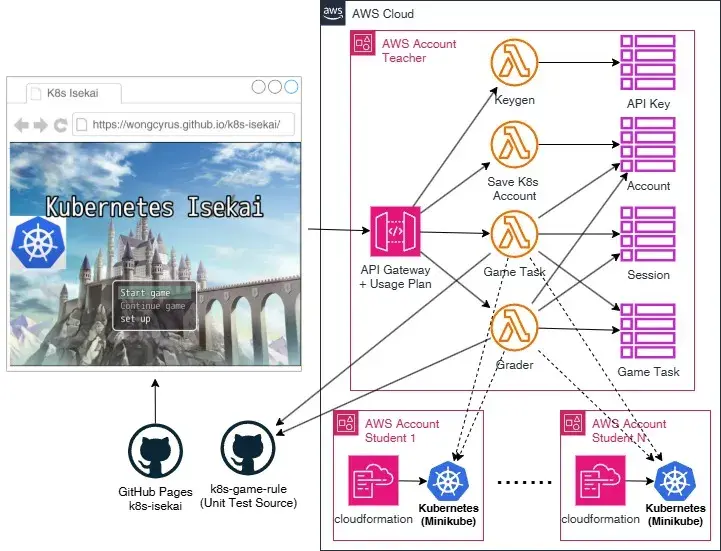 aws
AWS Cloud
AWS Account
Teacher
K8s Isekai
https://wongcyrus.github.io/k8s-isekai/
Kubernetes Isekai
Start game
Continue game
set up
Keygen
API Key
Save K8s
Account
Account
API Gateway
+ Usage Plan
Game Task
Session
Grader
Game Task
GitHub Pages
k8s-isekai
k8s-game-rule
(Unit Test Source)
AWS Account
Student 1
cloudformation
Kubernetes
(Minikube)
.......
AWS Account
Student N
cloudformation
Kubernetes
(Minikube)